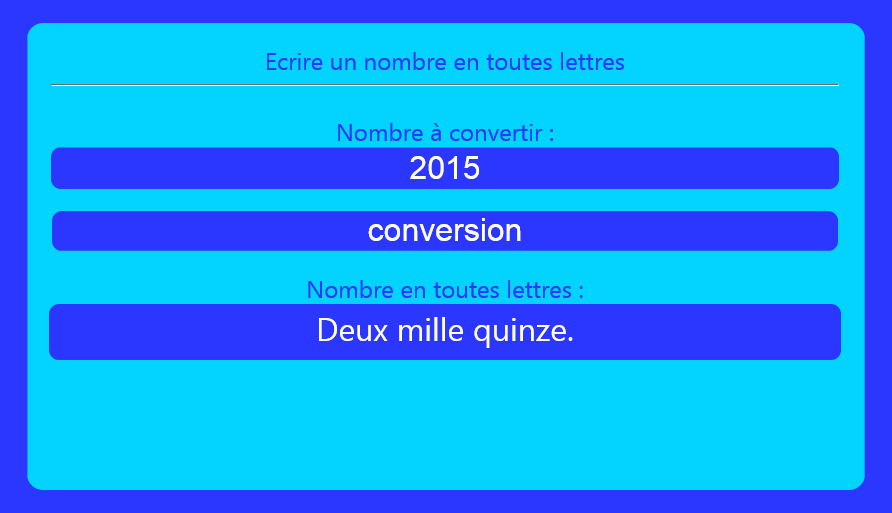 Ecrire un nombre en toutes lettres
Nombre à convertir :
2015
conversion
Nombre en toutes lettres :
Deux mille quinze.